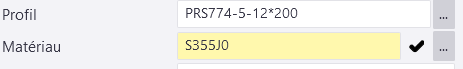 Profil PRS774-5-12*200 ...
Matériau S355J0 ...